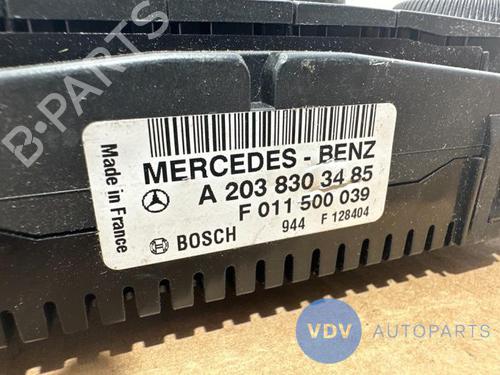 B-PARTS
Made in France
MERCEDES - BENZ
A 203 830 34 85
F 011 500 039
BOSCH 944 F 128404
VDV AUTOPARTS